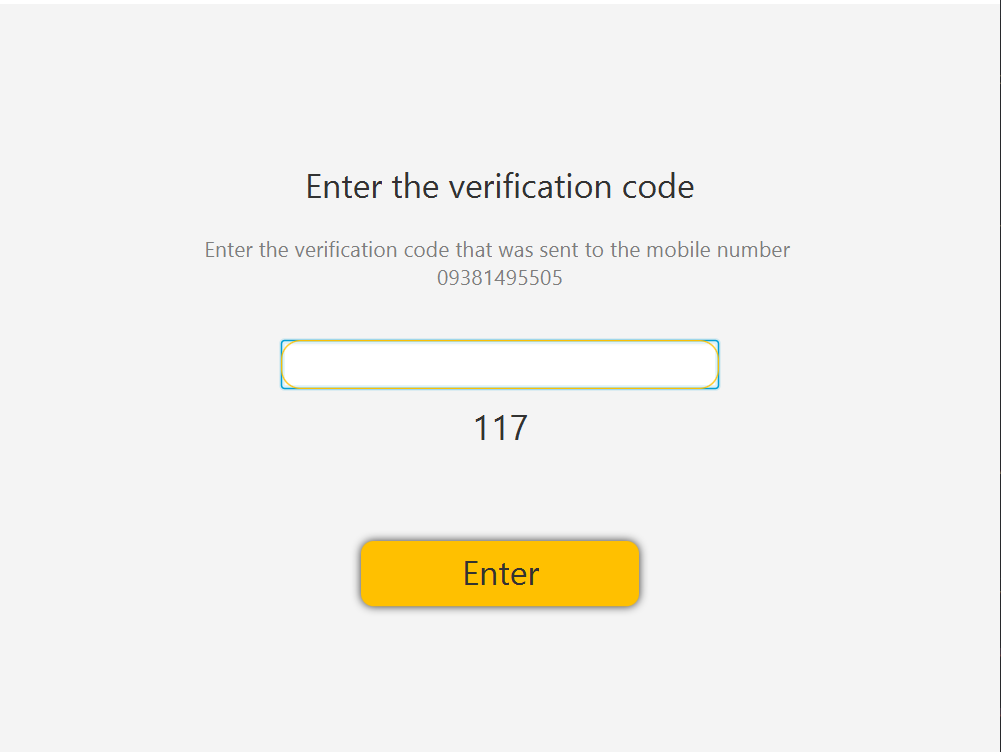 Enter the verification code
Enter the verification code that was sent to the mobile number
09381495505
117
Enter